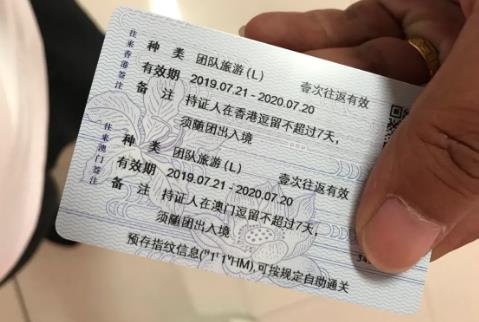 往来香港签注
种 类 团队旅游(L) 壹次往返有效
有效期 2019.07.21 - 2020.07.20
备 注 持证人在香港逗留不超过7天,
须随团出入境
往来澳门签注
种 类 团队旅游(L) 壹次往返有效
有效期 2019.07.21 - 2020.07.20
备 注 持证人在澳门逗留不超过7天,
须随团出入境
预存指纹信息("1"1"HM),可按规定自助通关